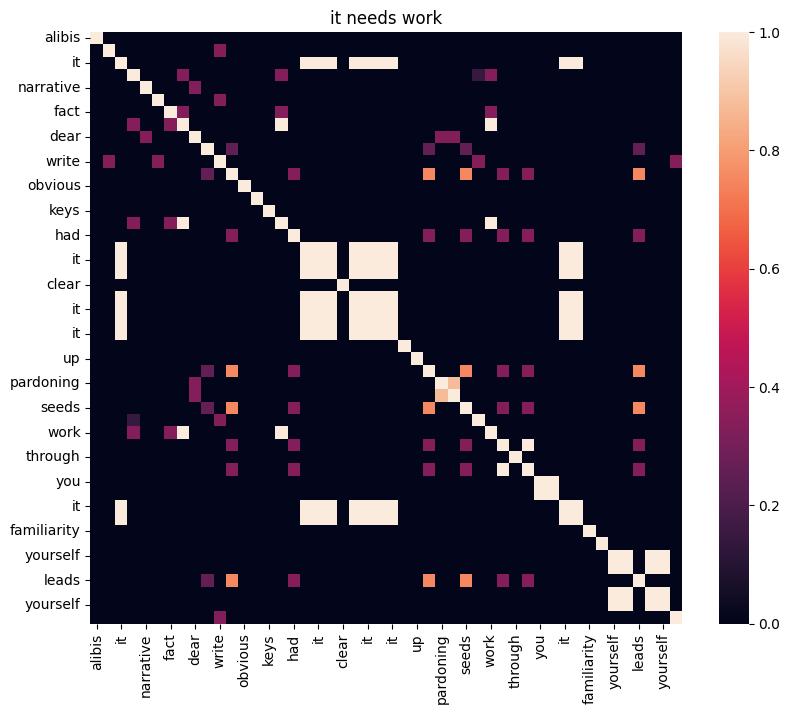 it needs work
alibis
it
narrative
fact
dear
write
obvious
keys
had
it
clear
it
it
up
pardoning
seeds
work
through
you
it
familiarity
yourself
leads
yourself
1.0
0.8
0.6
0.4
0.2
0.0
alibis
it
narrative
fact
dear
write
obvious
keys
had
it
clear
it
it
up
pardoning
seeds
work
through
you
it
familiarity
yourself
leads
yourself